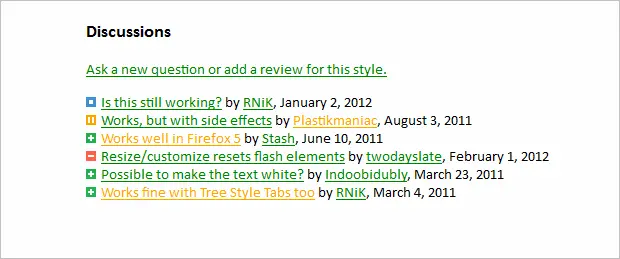 Discussions
Ask a new question or add a review for this style.
Is this still working? by RNiK, January 2, 2012
Works, but with side effects by Plastikmaniac, August 3, 2011
Works well in Firefox 5 by Stash, June 10, 2011
Resize/customize resets flash elements by twodayslate, February 1, 2012
Possible to make the text white? by Indoobidubly, March 23, 2011
Works fine with Tree Style Tabs too by RNiK, March 4, 2011